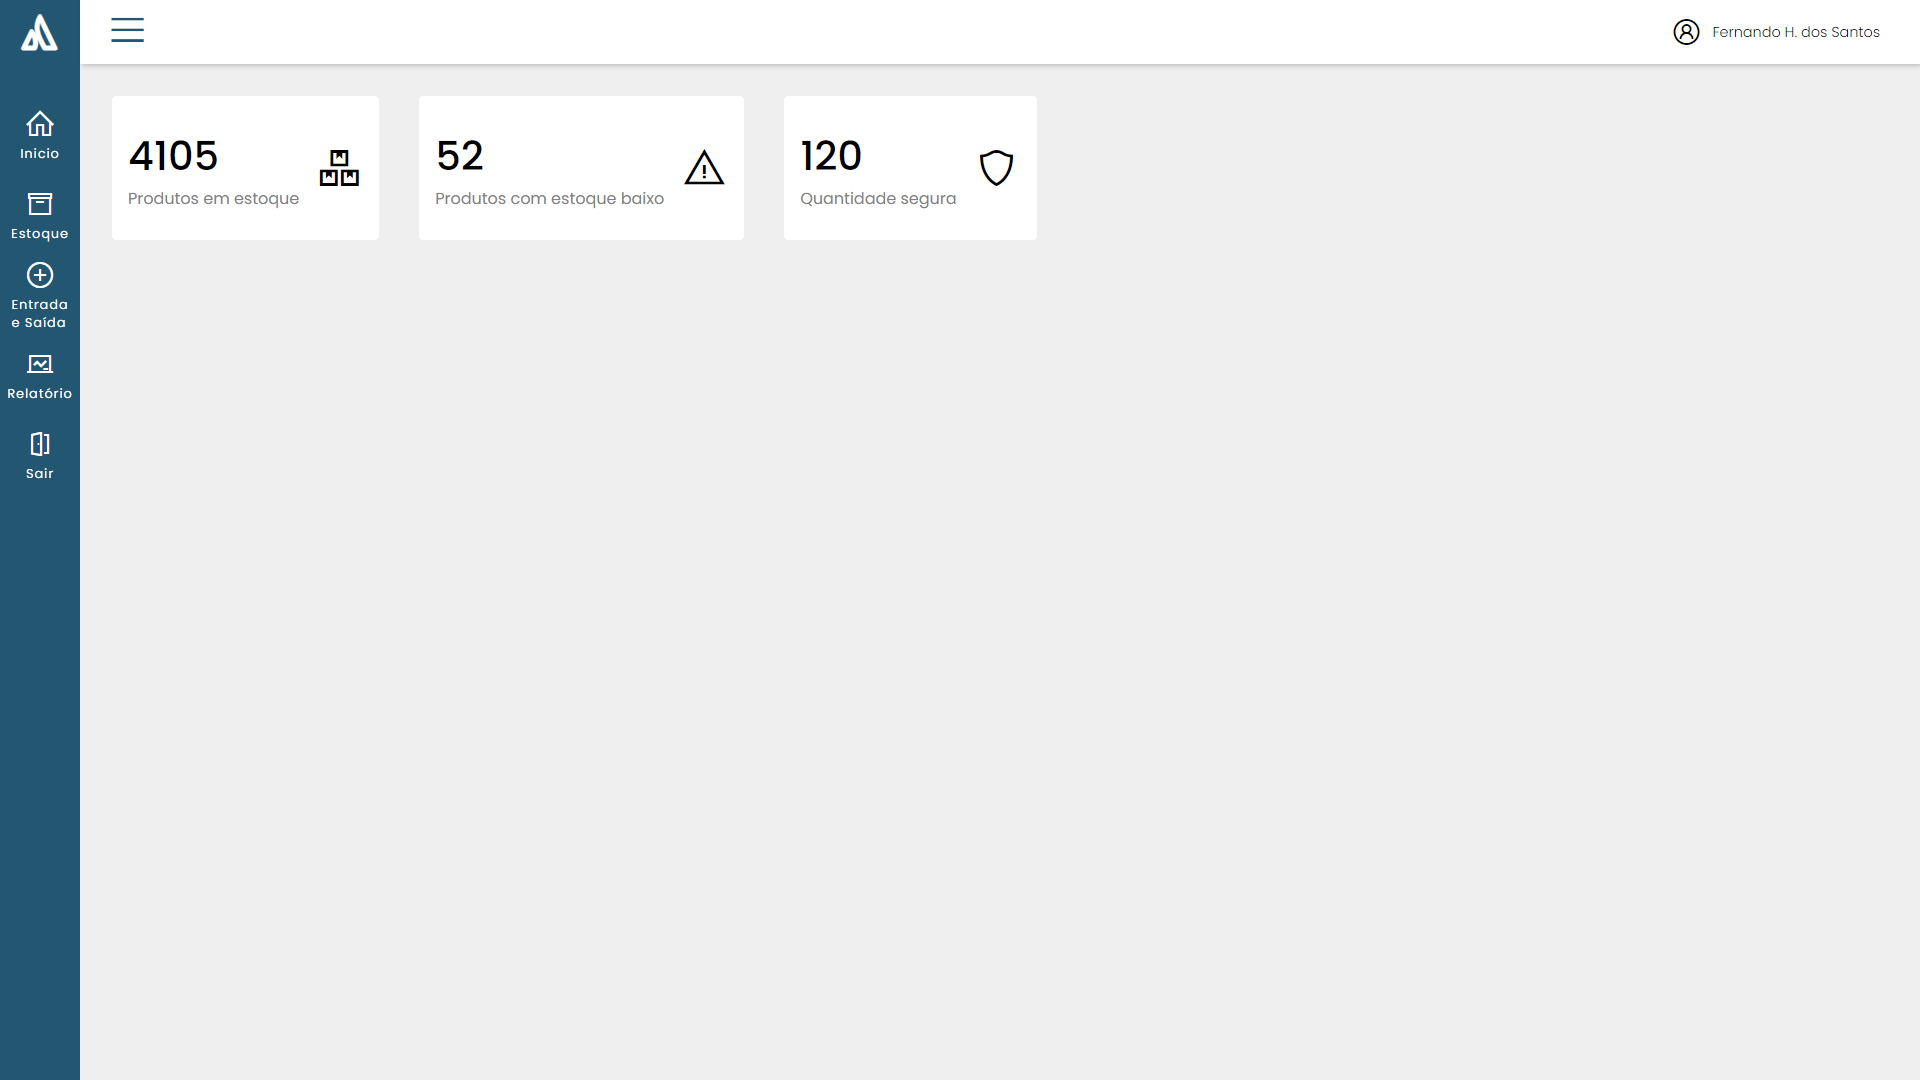 Fernando H. dos Santos
Inicio
Estoque
Entrada
e Saída
Relatório
Sair
4105
Produtos em estoque
52
Produtos com estoque baixo
120
Quantidade segura